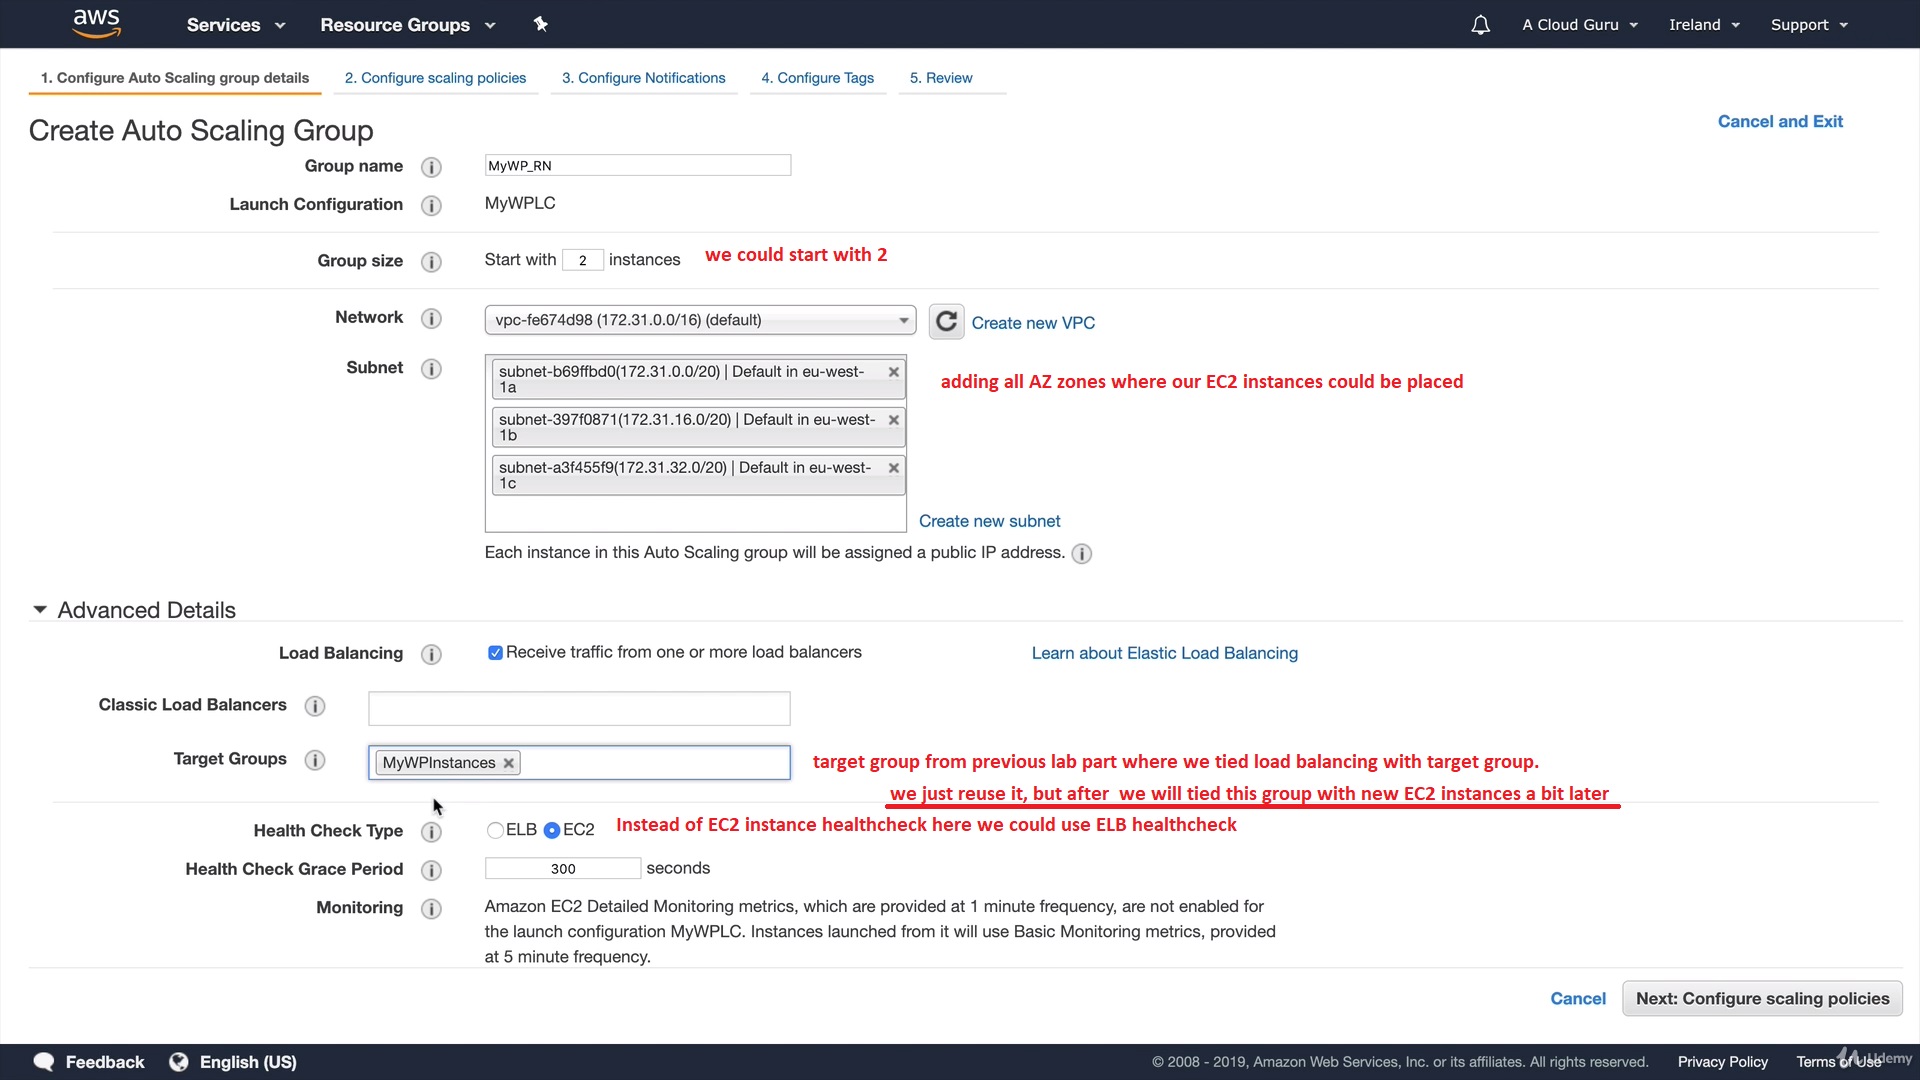 aws Services Resource Groups A Cloud Guru Ireland Support
1. Configure Auto Scaling group details 2. Configure scaling policies 3. Configure Notifications 4. Configure Tags 5. Review
Create Auto Scaling Group Cancel and Exit
Group name i MyWP_RN
Launch Configuration i MyWPLC
Group size i Start with 2 instances we could start with 2
Network i vpc-fe674d98 (172.31.0.0/16) (default) Create new VPC
Subnet i subnet-b69ffbd0(172.31.0.0/20) | Default in eu-west-
1a
adding all AZ zones where our EC2 instances could be placed
subnet-397f0871(172.31.16.0/20) | Default in eu-west-
1b
subnet-a3f455f9(172.31.32.0/20) | Default in eu-west-
1c
Create new subnet
Each instance in this Auto Scaling group will be assigned a public IP address. i
Advanced Details
Load Balancing i Receive traffic from one or more load balancers Learn about Elastic Load Balancing
Classic Load Balancers i
Target Groups i MyWPInstances target group from previous lab part where we tied load balancing with target group.
we just reuse it, but after we will tied this group with new EC2 instances a bit later
Health Check Type i ELB EC2 Instead of EC2 instance healthcheck here we could use ELB healthcheck
Health Check Grace Period i 300 seconds
Monitoring i Amazon EC2 Detailed Monitoring metrics, which are provided at 1 minute frequency, are not enabled for
the launch configuration MyWPLC. Instances launched from it will use Basic Monitoring metrics, provided
at 5 minute frequency.
Cancel Next: Configure scaling policies
Feedback English (US) © 2008 - 2019, Amazon Web Services, Inc. or its affiliates. All rights reserved. Privacy Policy Terms of Use
Udemy